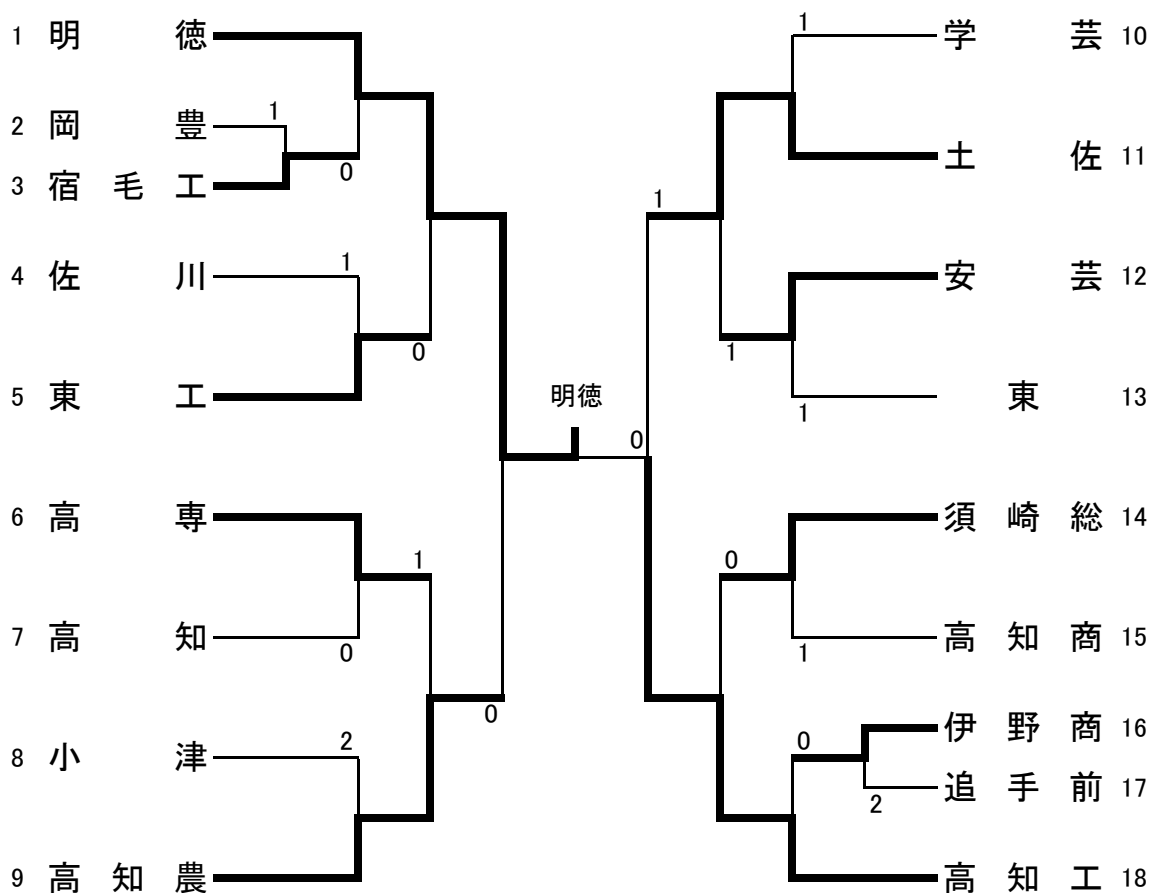 1 明徳
2 岡豊
1
3 宿毛工
0
4 佐川
1
0
5 東工
6 高専
1
7 高知
0
0
8 小津
2
9 高知農
明徳
0
1
学芸 10
1
土佐 11
安芸 12
1
東 13
1
須崎総 14
0
高知商 15
1
伊野商 16
0
追手前 17
2
高知工 18